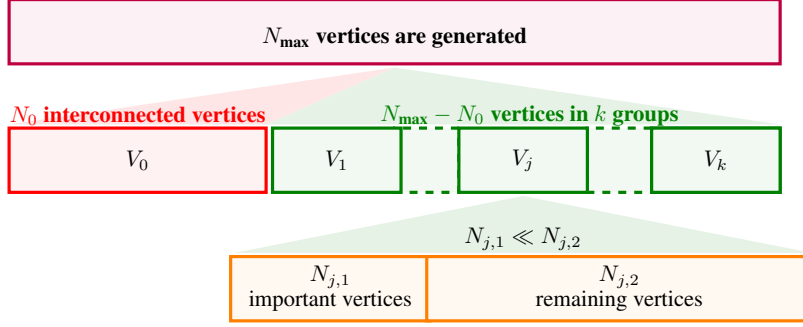 N_max vertices are generated
N_0 interconnected vertices
N_max − N_0 vertices in k groups
V_0
V_1
V_j
V_k
N_{j,1} ≪ N_{j,2}
N_{j,1}
important vertices
N_{j,2}
remaining vertices